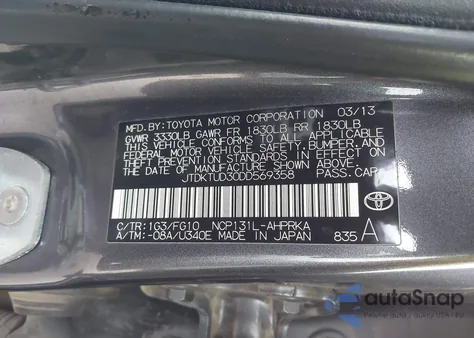 MFD. BY: TOYOTA MOTOR CORPORATION 03/13
GVWR 3330LB GAWR FR 1830LB RR 1830LB
THIS VEHICLE CONFORMS TO ALL APPLICABLE
FEDERAL MOTOR VEHICLE SAFETY, BUMPER, AND
THEFT PREVENTION STANDARDS IN EFFECT ON
THE DATE OF MANUFACTURE SHOWN ABOVE.
JTDKTUD30DD569358 PASS. CAR
C/TR: 1G3/FG10 NCP131L-AHPRKA
A/TM: -08A/U340E MADE IN JAPAN 835 A
autoSnap